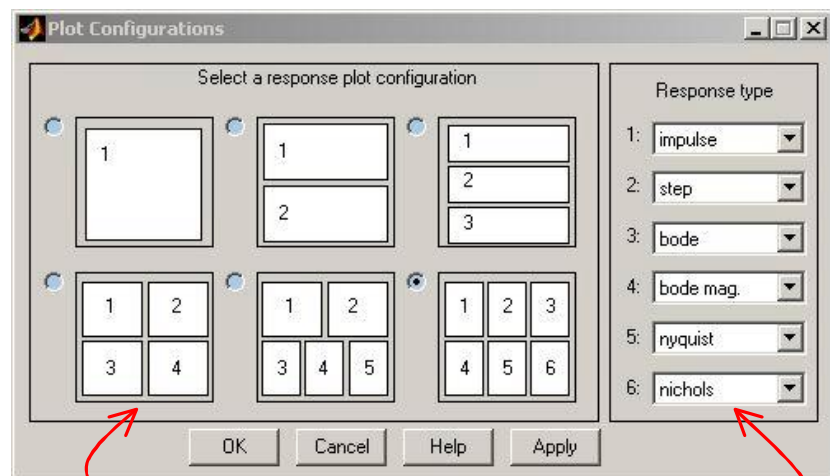 Plot Configurations
Select a response plot configuration
1
1
2
1
2
3
1 2
3 4
1 2
3 4 5
1 2 3
4 5 6
Response type
1: impulse
2: step
3: bode
4: bode mag.
5: nyquist
6: nichols
OK Cancel Help Apply